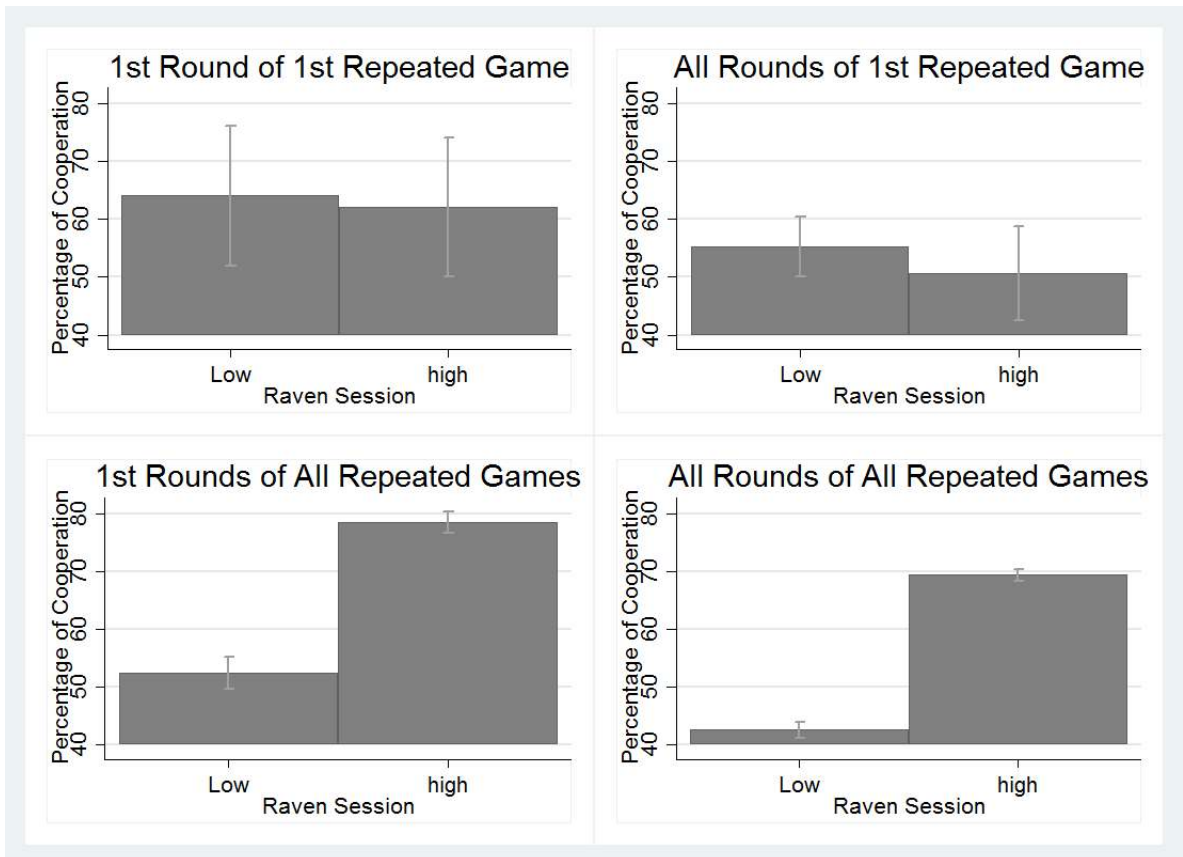 1st Round of 1st Repeated Game
Percentage of Cooperation
80
70
60
50
40
Low
high
Raven Session
All Rounds of 1st Repeated Game
Percentage of Cooperation
80
70
60
50
40
Low
high
Raven Session
1st Rounds of All Repeated Games
Percentage of Cooperation
80
70
60
50
40
Low
high
Raven Session
All Rounds of All Repeated Games
Percentage of Cooperation
80
70
60
50
40
Low
high
Raven Session